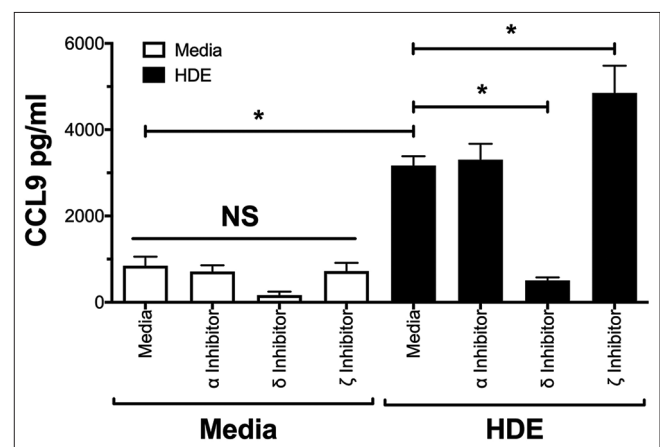 6000
4000
2000
0
CCL9 pg/ml
Media
HDE
*
*
*
NS
Media
α Inhibitor
δ Inhibitor
ζ Inhibitor
Media
α Inhibitor
δ Inhibitor
ζ Inhibitor
Media
HDE